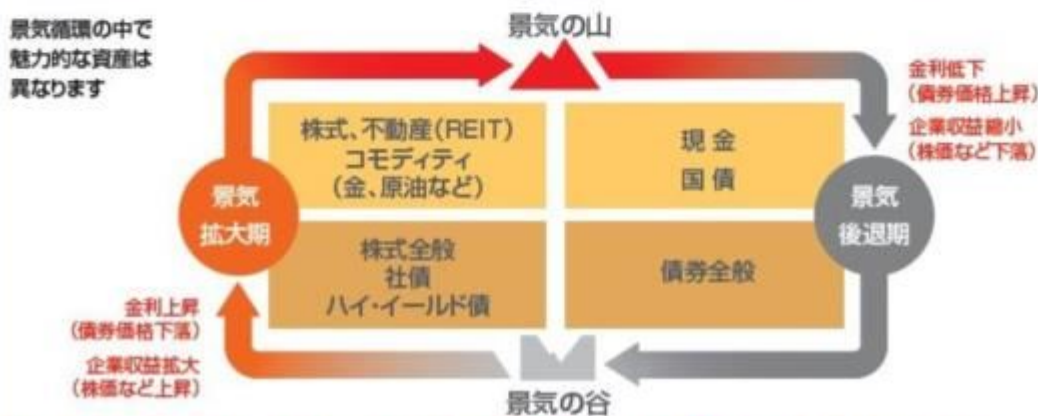 景気循環の中で
魅力的な資産は
異なります
景気の山
金利低下
(債券価格上昇)
企業収益縮小
(株価など下落)
株式、不動産(REIT)
コモディティ
(金、原油など)
現金
国債
景気
拡大期
景気
後退期
株式全般
社債
ハイ・イールド債
債券全般
金利上昇
(債券価格下落)
企業収益拡大
(株価など上昇)
景気の谷